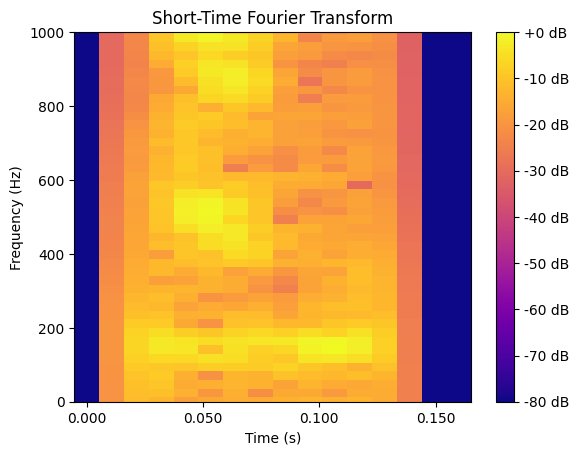 Short-Time Fourier Transform
1000
800
600
400
200
0
Frequency (Hz)
0.000
0.050
0.100
0.150
Time (s)
+0 dB
-10 dB
-20 dB
-30 dB
-40 dB
-50 dB
-60 dB
-70 dB
-80 dB